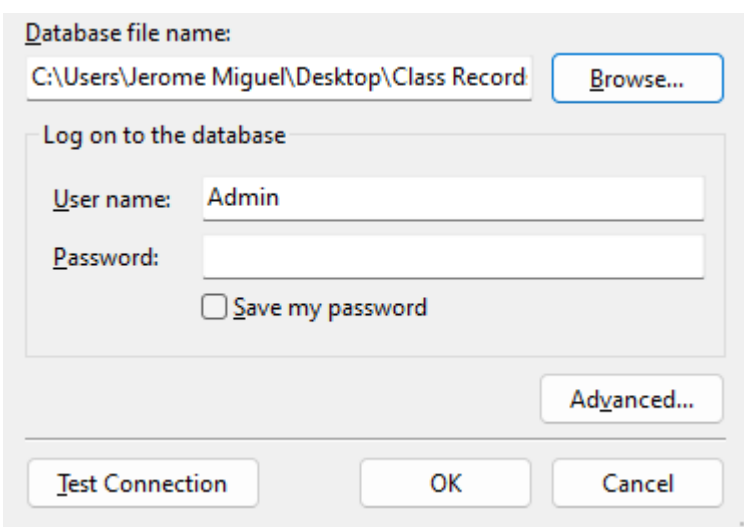 Database file name:
C:\Users\Jerome Miguel\Desktop\Class Record
Browse...
Log on to the database
User name:
Admin
Password:
Save my password
Advanced...
Test Connection
OK
Cancel